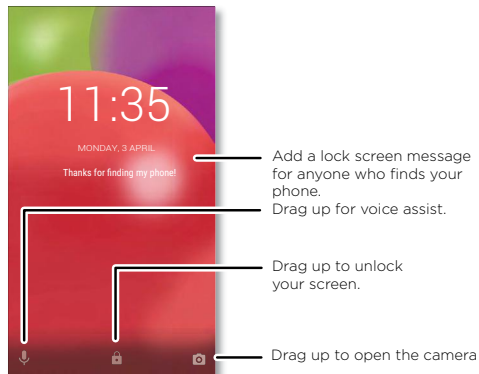 11:35
MONDAY, 3 APRIL
Thanks for finding my phone!
Add a lock screen message
for anyone who finds your
phone.
Drag up for voice assist.
Drag up to unlock
your screen.
Drag up to open the camera